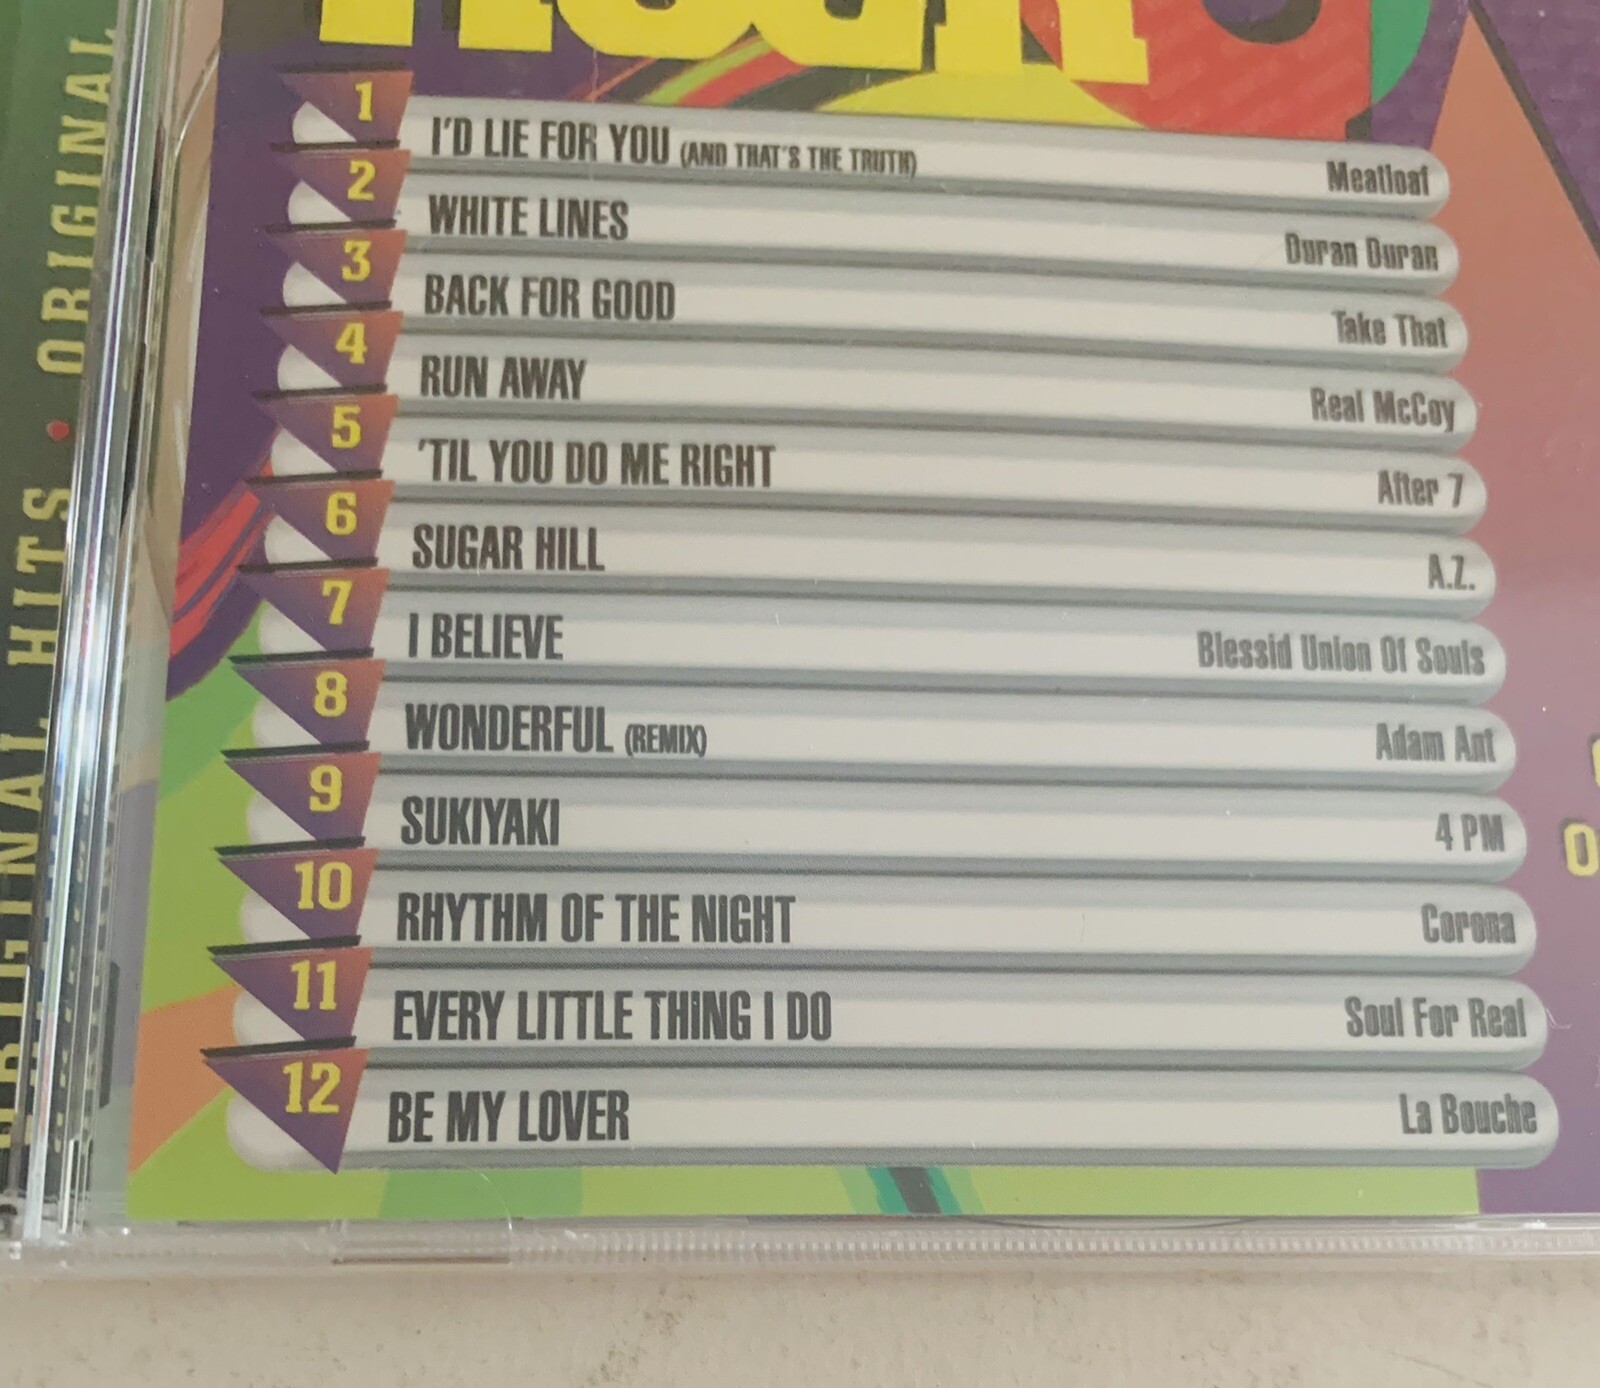 1 I'D LIE FOR YOU (AND THAT'S THE TRUTH) Meatloaf
2 WHITE LINES Duran Duran
3 BACK FOR GOOD Take That
4 RUN AWAY Real McCoy
5 'TIL YOU DO ME RIGHT After 7
6 SUGAR HILL A.Z.
7 I BELIEVE Blessid Union Of Souls
8 WONDERFUL (REMIX) Adam Ant
9 SUKIYAKI 4 PM
10 RHYTHM OF THE NIGHT Corona
11 EVERY LITTLE THING I DO Soul For Real
12 BE MY LOVER La Bouche
ORIGINAL HITS • ORIGINAL